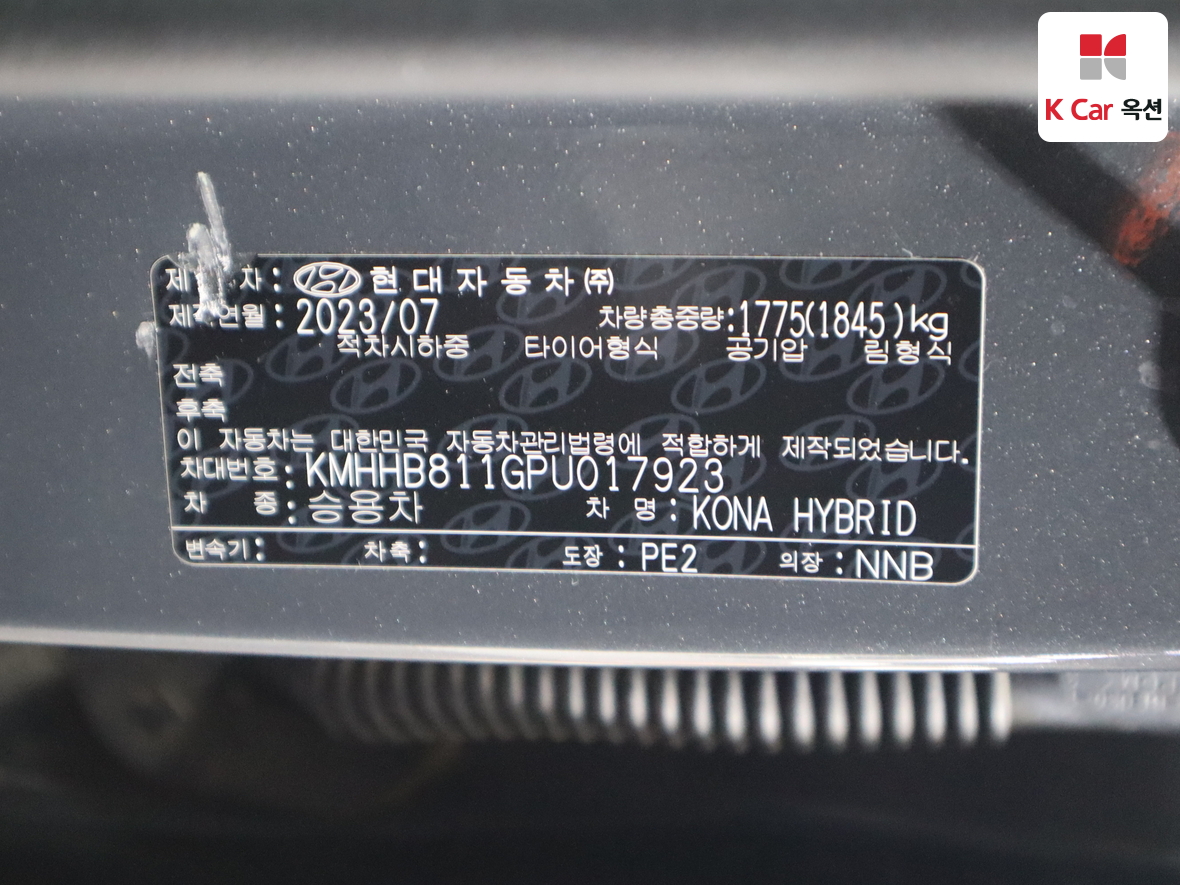 K Car 옥션
제 자 : 현대자동차㈜
제 연월 : 2023/07 차량총중량:1775(1845)kg
적차시하중 타이어형식 공기압 림형식
전축
후축
이 자동차는 대한민국 자동차관리법령에 적합하게 제작되었습니다.
차대번호 : KMHHB811GPU017923
차 종 : 승용차 차 명 : KONA HYBRID
변속기 : 차축 : 도장 : PE2 의장 : NNB